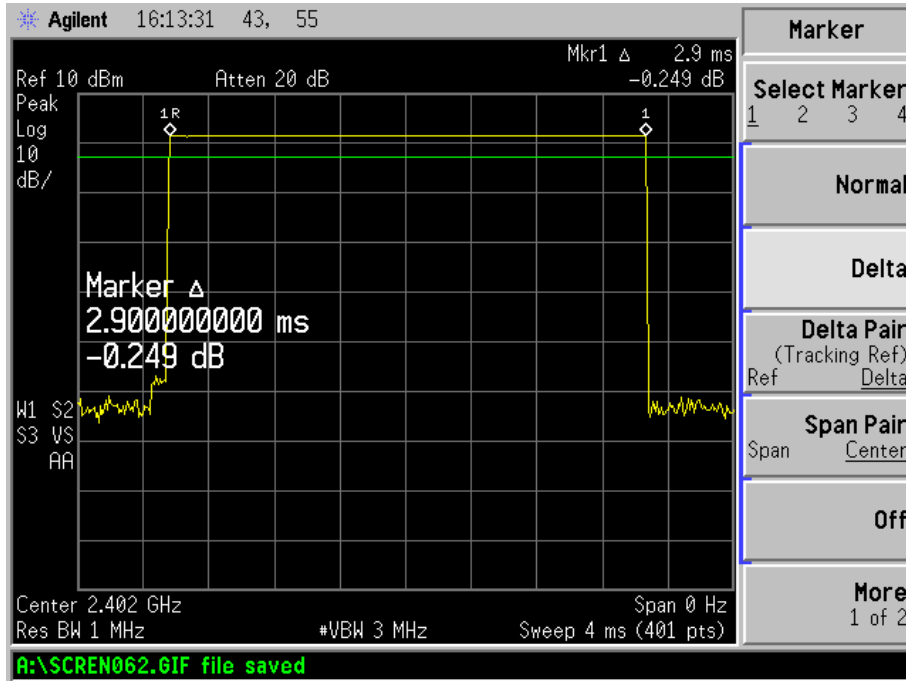 Agilent 16:13:31 43, 55
Mkr1 Δ 2.9 ms
Ref 10 dBm Atten 20 dB -0.249 dB
Peak
Log
10
dB/
1R
1
Marker Δ
2.900000000 ms
-0.249 dB
W1 S2
S3 VS
AA
Center 2.402 GHz Span 0 Hz
Res BW 1 MHz #VBW 3 MHz Sweep 4 ms (401 pts)
A:\SCREN062.GIF file saved
Marker
Select Marker
1 2 3 4
Normal
Delta
Delta Pair
(Tracking Ref)
Ref Delta
Span Pair
Span Center
Off
More
1 of 2